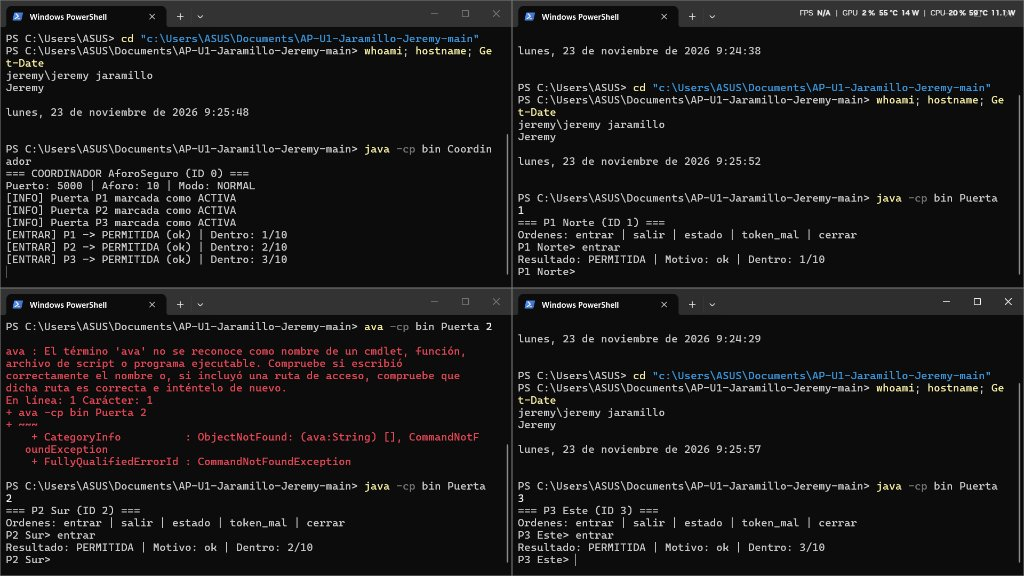 Windows PowerShell
PS C:\Users\ASUS> cd "c:\Users\ASUS\Documents\AP-U1-Jaramillo-Jeremy-main"
PS C:\Users\ASUS\Documents\AP-U1-Jaramillo-Jeremy-main> whoami; hostname; Ge
t-Date
jeremy\jeremy jaramillo
Jeremy
lunes, 23 de noviembre de 2026 9:25:48
PS C:\Users\ASUS\Documents\AP-U1-Jaramillo-Jeremy-main> java -cp bin Coordin
ador
=== COORDINADOR AforoSeguro (ID 0) ===
Puerto: 5000 | Aforo: 10 | Modo: NORMAL
[INFO] Puerta P1 marcada como ACTIVA
[INFO] Puerta P2 marcada como ACTIVA
[INFO] Puerta P3 marcada como ACTIVA
[ENTRAR] P1 -> PERMITIDA (ok) | Dentro: 1/10
[ENTRAR] P2 -> PERMITIDA (ok) | Dentro: 2/10
[ENTRAR] P3 -> PERMITIDA (ok) | Dentro: 3/10
Windows PowerShell
FPS N/A | GPU 2 % 55 °C 14 W | CPU 20 % 59 °C 11.1 W
lunes, 23 de noviembre de 2026 9:24:38
PS C:\Users\ASUS> cd "c:\Users\ASUS\Documents\AP-U1-Jaramillo-Jeremy-main"
PS C:\Users\ASUS\Documents\AP-U1-Jaramillo-Jeremy-main> whoami; hostname; Ge
t-Date
jeremy\jeremy jaramillo
Jeremy
lunes, 23 de noviembre de 2026 9:25:52
PS C:\Users\ASUS\Documents\AP-U1-Jaramillo-Jeremy-main> java -cp bin Puerta
1
=== P1 Norte (ID 1) ===
Ordenes: entrar | salir | estado | token_mal | cerrar
P1 Norte> entrar
Resultado: PERMITIDA | Motivo: ok | Dentro: 1/10
P1 Norte>
Windows PowerShell
PS C:\Users\ASUS\Documents\AP-U1-Jaramillo-Jeremy-main> ava -cp bin Puerta 2
ava : El término 'ava' no se reconoce como nombre de un cmdlet, función,
archivo de script o programa ejecutable. Compruebe si escribió
correctamente el nombre o, si incluyó una ruta de acceso, compruebe que
dicha ruta es correcta e inténtelo de nuevo.
En línea: 1 Carácter: 1
+ ava -cp bin Puerta 2
+ ~~~
+ CategoryInfo : ObjectNotFound: (ava:String) [], CommandNotF
oundException
+ FullyQualifiedErrorId : CommandNotFoundException
PS C:\Users\ASUS\Documents\AP-U1-Jaramillo-Jeremy-main> java -cp bin Puerta
2
=== P2 Sur (ID 2) ===
Ordenes: entrar | salir | estado | token_mal | cerrar
P2 Sur> entrar
Resultado: PERMITIDA | Motivo: ok | Dentro: 2/10
P2 Sur>
Windows PowerShell
lunes, 23 de noviembre de 2026 9:24:29
PS C:\Users\ASUS> cd "c:\Users\ASUS\Documents\AP-U1-Jaramillo-Jeremy-main"
PS C:\Users\ASUS\Documents\AP-U1-Jaramillo-Jeremy-main> whoami; hostname; Ge
t-Date
jeremy\jeremy jaramillo
Jeremy
lunes, 23 de noviembre de 2026 9:25:57
PS C:\Users\ASUS\Documents\AP-U1-Jaramillo-Jeremy-main> java -cp bin Puerta
3
=== P3 Este (ID 3) ===
Ordenes: entrar | salir | estado | token_mal | cerrar
P3 Este> entrar
Resultado: PERMITIDA | Motivo: ok | Dentro: 3/10
P3 Este>